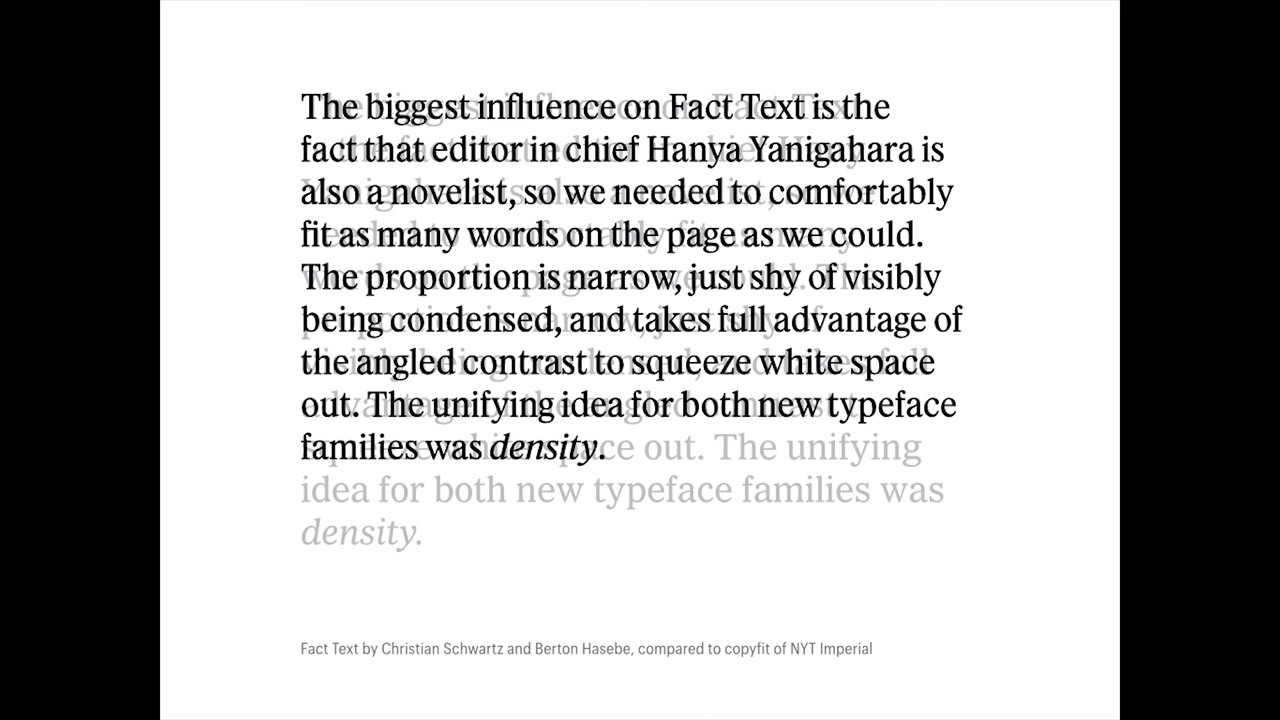 The biggest influence on Fact Text is the
fact that editor in chief Hanya Yanigahara is
also a novelist, so we needed to comfortably
fit as many words on the page as we could.
The proportion is narrow, just shy of visibly
being condensed, and takes full advantage of
the angled contrast to squeeze white space
out. The unifying idea for both new typeface
families was density.
space out. The unifying
idea for both new typeface families was
density.
Fact Text by Christian Schwartz and Berton Hasebe, compared to copyfit of NYT Imperial